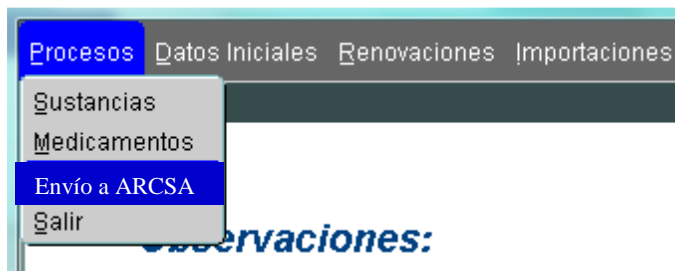 Procesos Datos Iniciales Renovaciones Importaciones
Sustancias
Medicamentos
Envío a ARCSA
Salir
Observaciones: